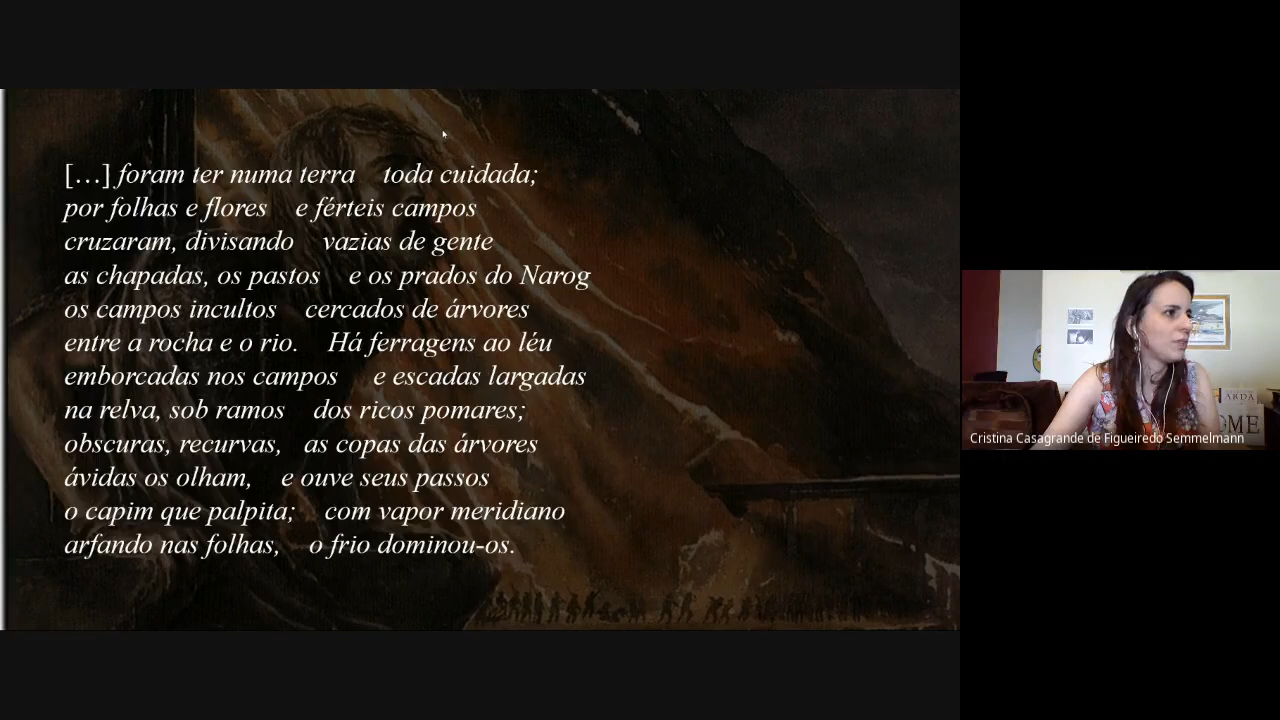 […] foram ter numa terra toda cuidada;
por folhas e flores e férteis campos
cruzaram, divisando vazias de gente
as chapadas, os pastos e os prados do Narog
os campos incultos cercados de árvores
entre a rocha e o rio. Há ferragens ao léu
emborcadas nos campos e escadas largadas
na relva, sob ramos dos ricos pomares;
obscuras, recurvas, as copas das árvores
ávidas os olham, e ouve seus passos
o capim que palpita; com vapor meridiano
arfando nas folhas, o frio dominou-os.
ARDA
OME
Cristina Casagrande de Figueiredo Semmelmann